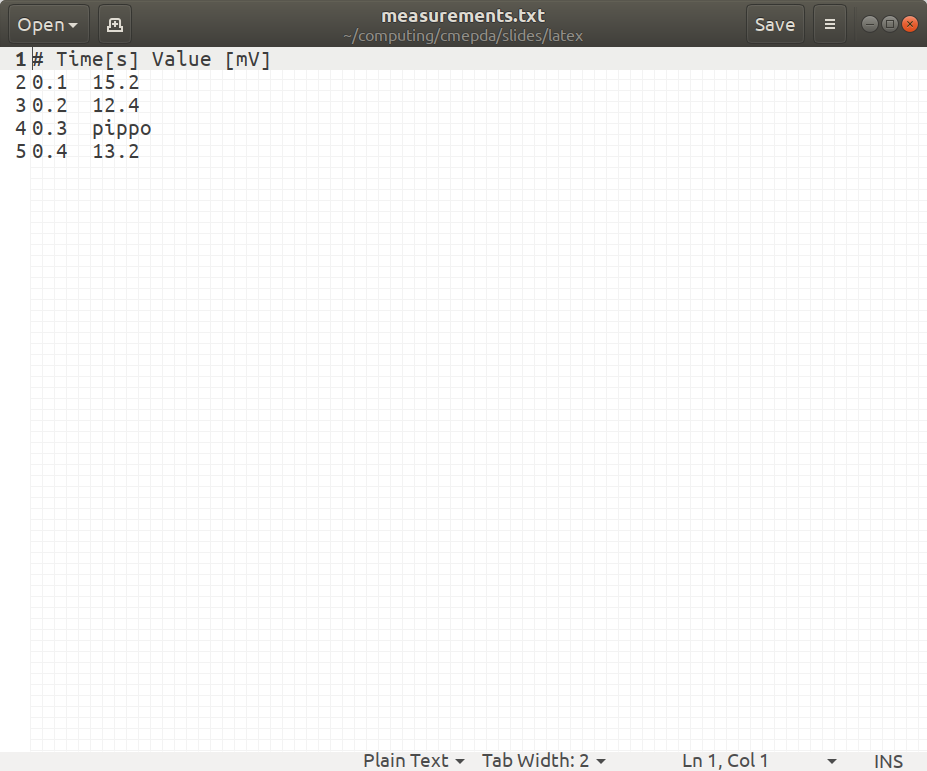 Open
measurements.txt
~/computing/cmepda/slides/latex
Save
1 # Time[s] Value [mV]
2 0.1  15.2
3 0.2  12.4
4 0.3  pippo
5 0.4  13.2
Plain Text Tab Width: 2 Ln 1, Col 1 INS